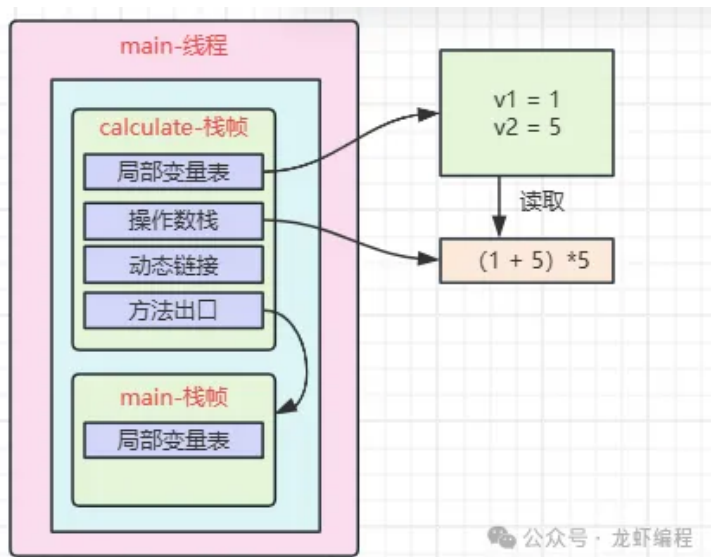 main-线程
calculate-栈帧
局部变量表
操作数栈
动态链接
方法出口
main-栈帧
局部变量表
v1 = 1
v2 = 5
读取
(1 + 5) *5
公众号 · 龙虾编程